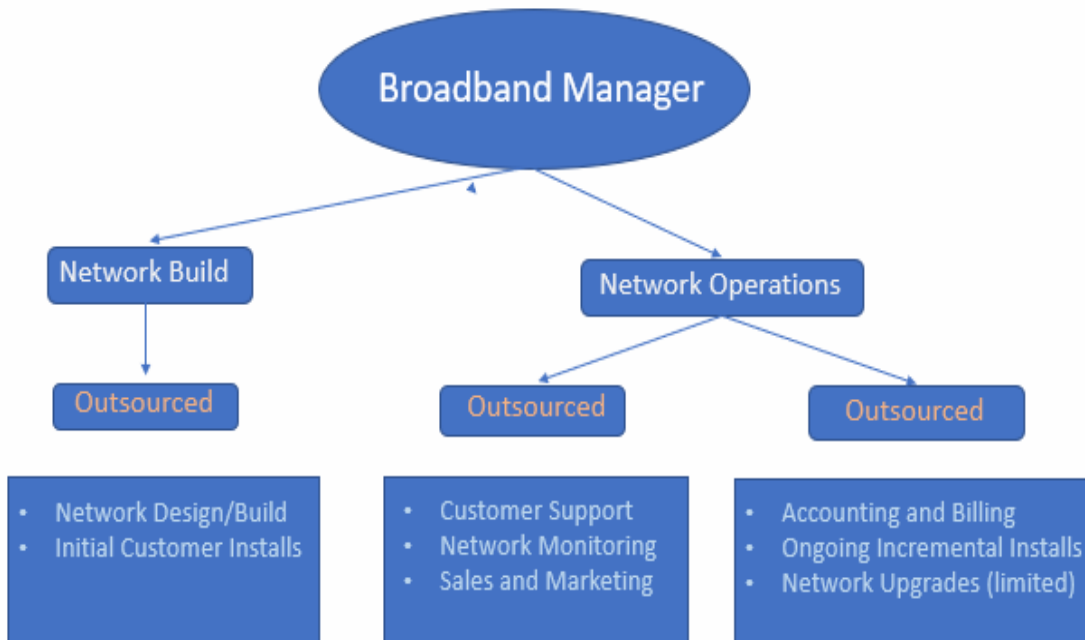 Broadband Manager
Network Build
Network Operations
Outsourced
Outsourced
Outsourced
• Network Design/Build
• Initial Customer Installs
• Customer Support
• Network Monitoring
• Sales and Marketing
• Accounting and Billing
• Ongoing Incremental Installs
• Network Upgrades (limited)